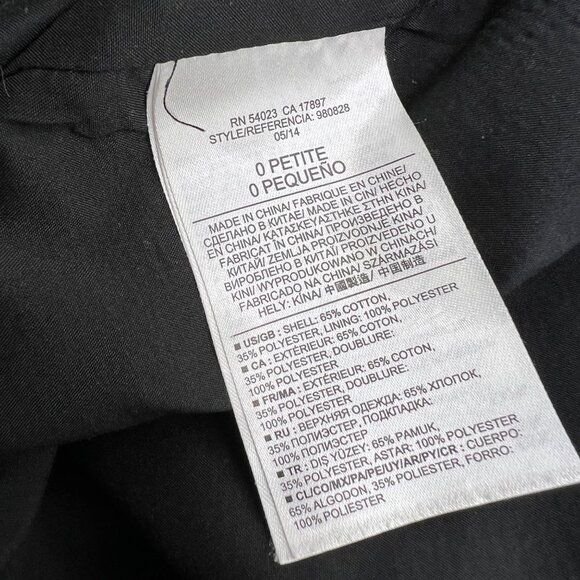 RN 54023 CA 17897
STYLE/REFERENCIA: 980828
05/14
0 PETITE
0 PEQUEÑO
MADE IN CHINA/ FABRIQUE EN CHINE/
СДЕЛАНО В КИТАЕ/ MADE IN CIN/ HECHO
EN CHINA/ ΚΑΤΑΣΚΕΥΑΣΤΗΚΕ ΣΤΗΝ ΚΙΝΑ/
FABRICAT ÎN CHINA/ ПРОИЗВЕДЕНО В
КИТАЙ/ ZEMLJA PROIZVODNJE KINA/
ВИРОБЛЕНО В КИТАЇ/ PROIZVEDENO U
KINI/ WYPRODUKOWANO W CHINACH/
FABRICADO NA CHINA/ SZÁRMAZÁSI
HELY: KÍNA/ 中國製造/ 中国制造
■ US/GB : SHELL: 65% COTTON,
35% POLYESTER, LINING: 100% POLYESTER
■ CA : EXTÉRIEUR: 65% COTON,
35% POLYESTER, DOUBLURE:
100% POLYESTER
■ FR/MA : EXTÉRIEUR: 65% COTON,
35% POLYESTER, DOUBLURE:
100% POLYESTER
■ RU : ВЕРХНЯЯ ОДЕЖДА: 65% ХЛОПОК,
35% ПОЛИЭСТЕР, ПОДКЛАДКА:
100% ПОЛИЭСТЕР
■ TR : DIŞ YÜZEY: 65% PAMUK,
35% POLYESTER, ASTAR: 100% POLYESTER
■ CL/CO/MX/PA/PE/UY/AR/PY/CR : CUERPO:
65% ALGODON, 35% POLIESTER, FORRO:
100% POLIESTER